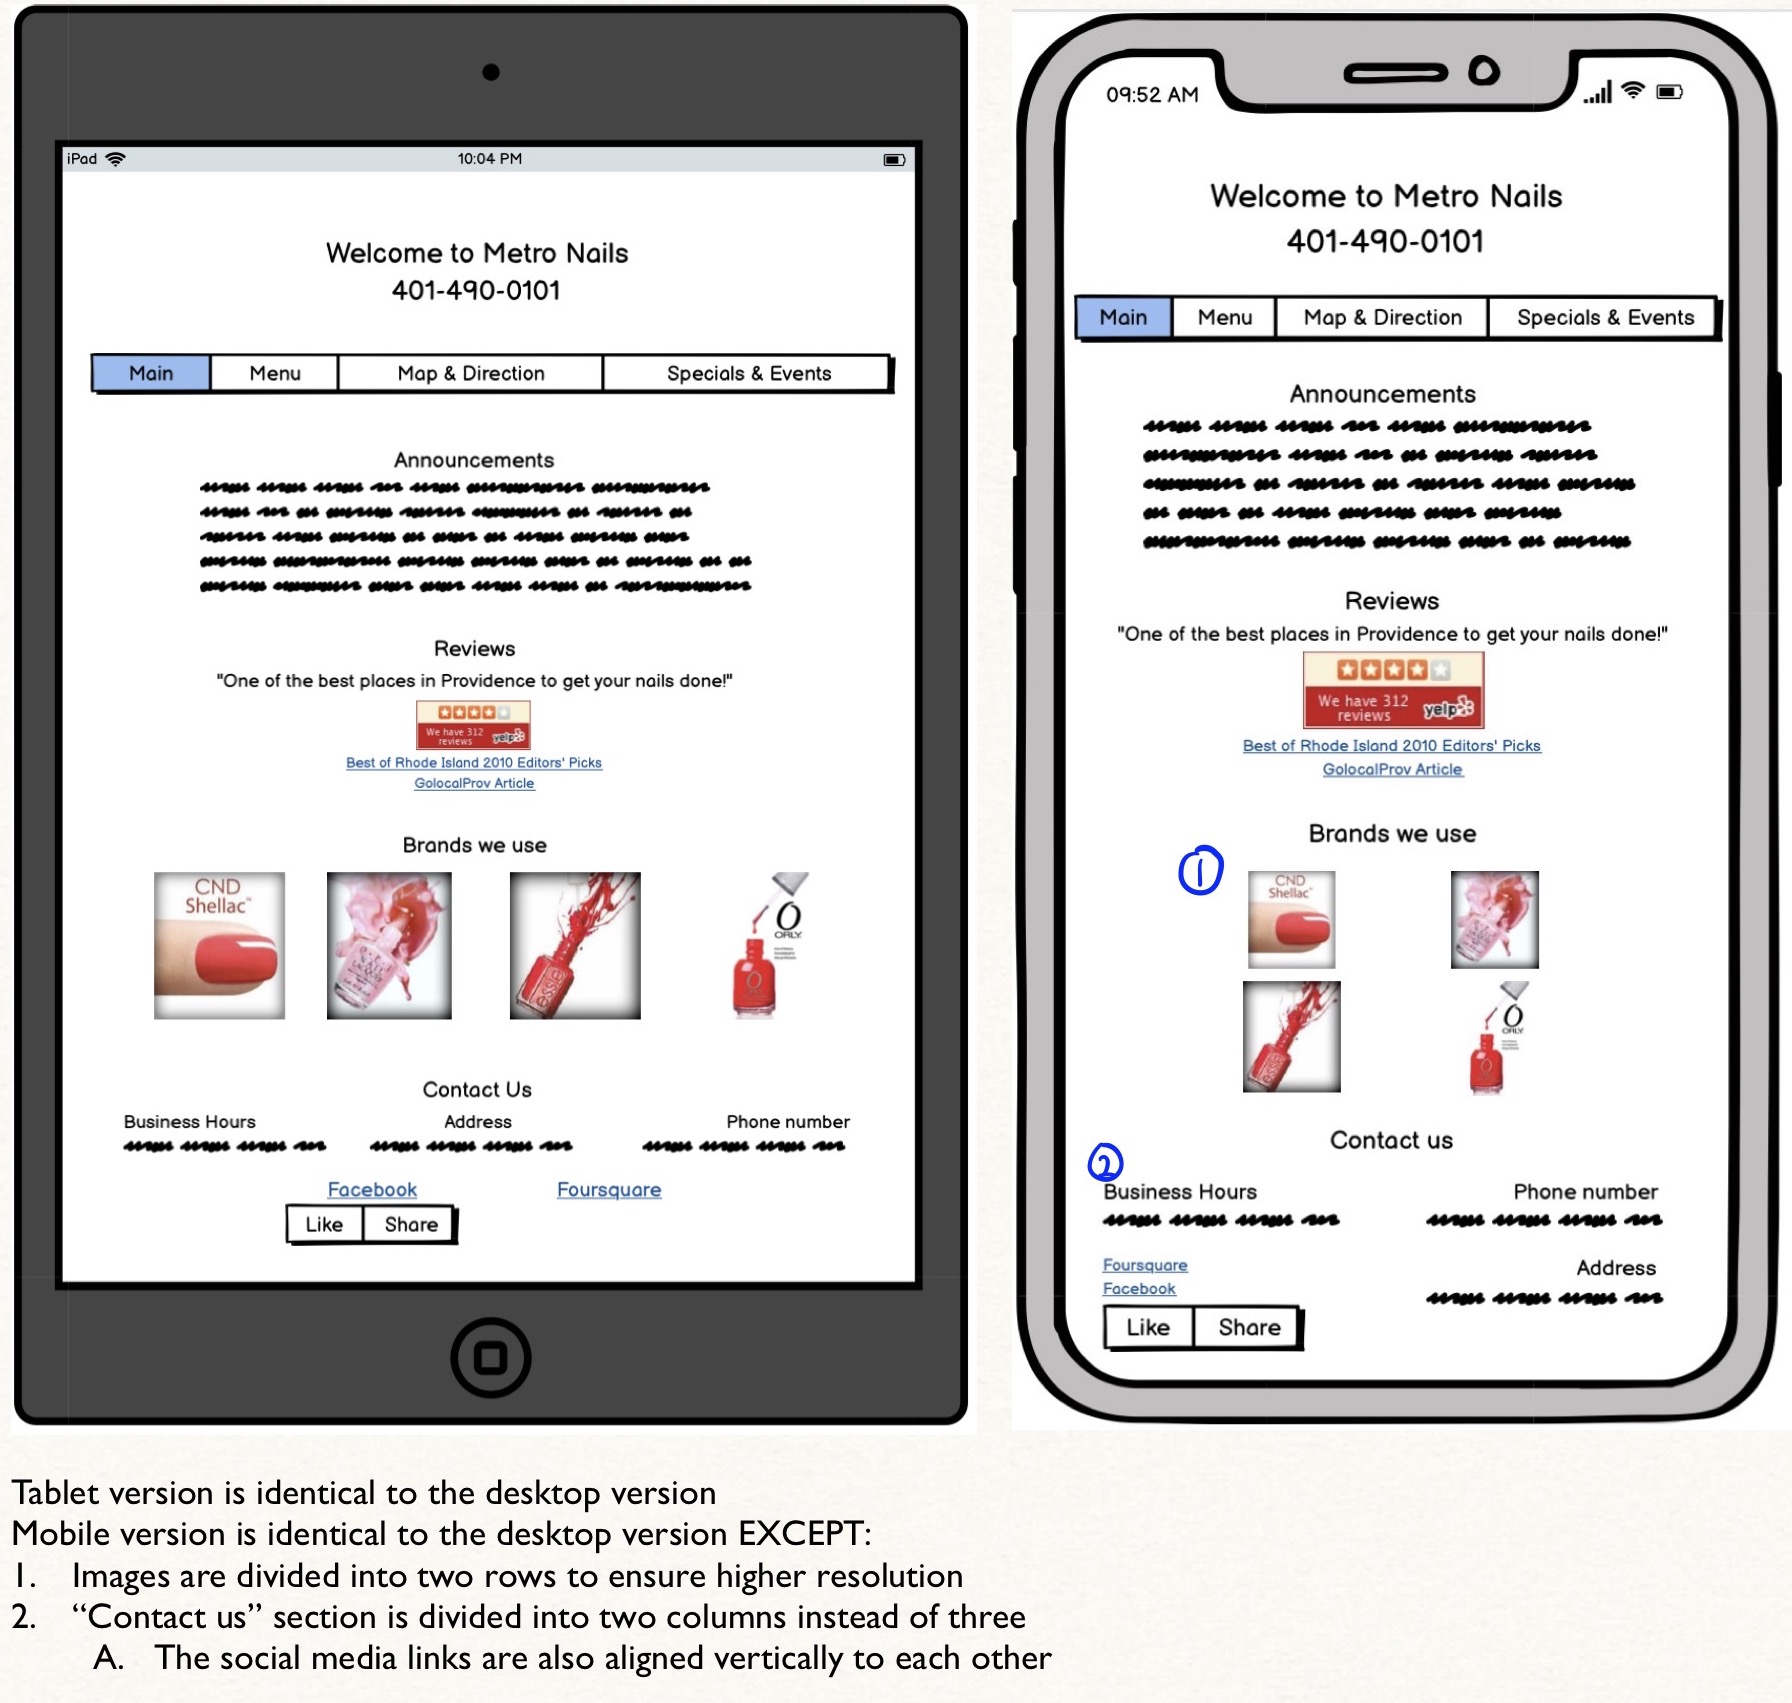 iPad
10:04 PM
Welcome to Metro Nails
401-490-0101
Main Menu Map & Direction Specials & Events
Announcements
Reviews
"One of the best places in Providence to get your nails done!"
We have 312
reviews yelp
Best of Rhode Island 2010 Editors' Picks
GolocalProv Article
Brands we use
CND
Shellac™
essie
O
ORLY
Contact Us
Business Hours Address Phone number
Facebook Foursquare
Like Share
09:52 AM
Welcome to Metro Nails
401-490-0101
Main Menu Map & Direction Specials & Events
Announcements
Reviews
"One of the best places in Providence to get your nails done!"
We have 312
reviews yelp
Best of Rhode Island 2010 Editors' Picks
GolocalProv Article
Brands we use
1
CND
Shellac
essie
O
ORLY
Contact us
2
Business Hours Phone number
Foursquare
Facebook
Address
Like Share
Tablet version is identical to the desktop version
Mobile version is identical to the desktop version EXCEPT:
1. Images are divided into two rows to ensure higher resolution
2. “Contact us” section is divided into two columns instead of three
A. The social media links are also aligned vertically to each other